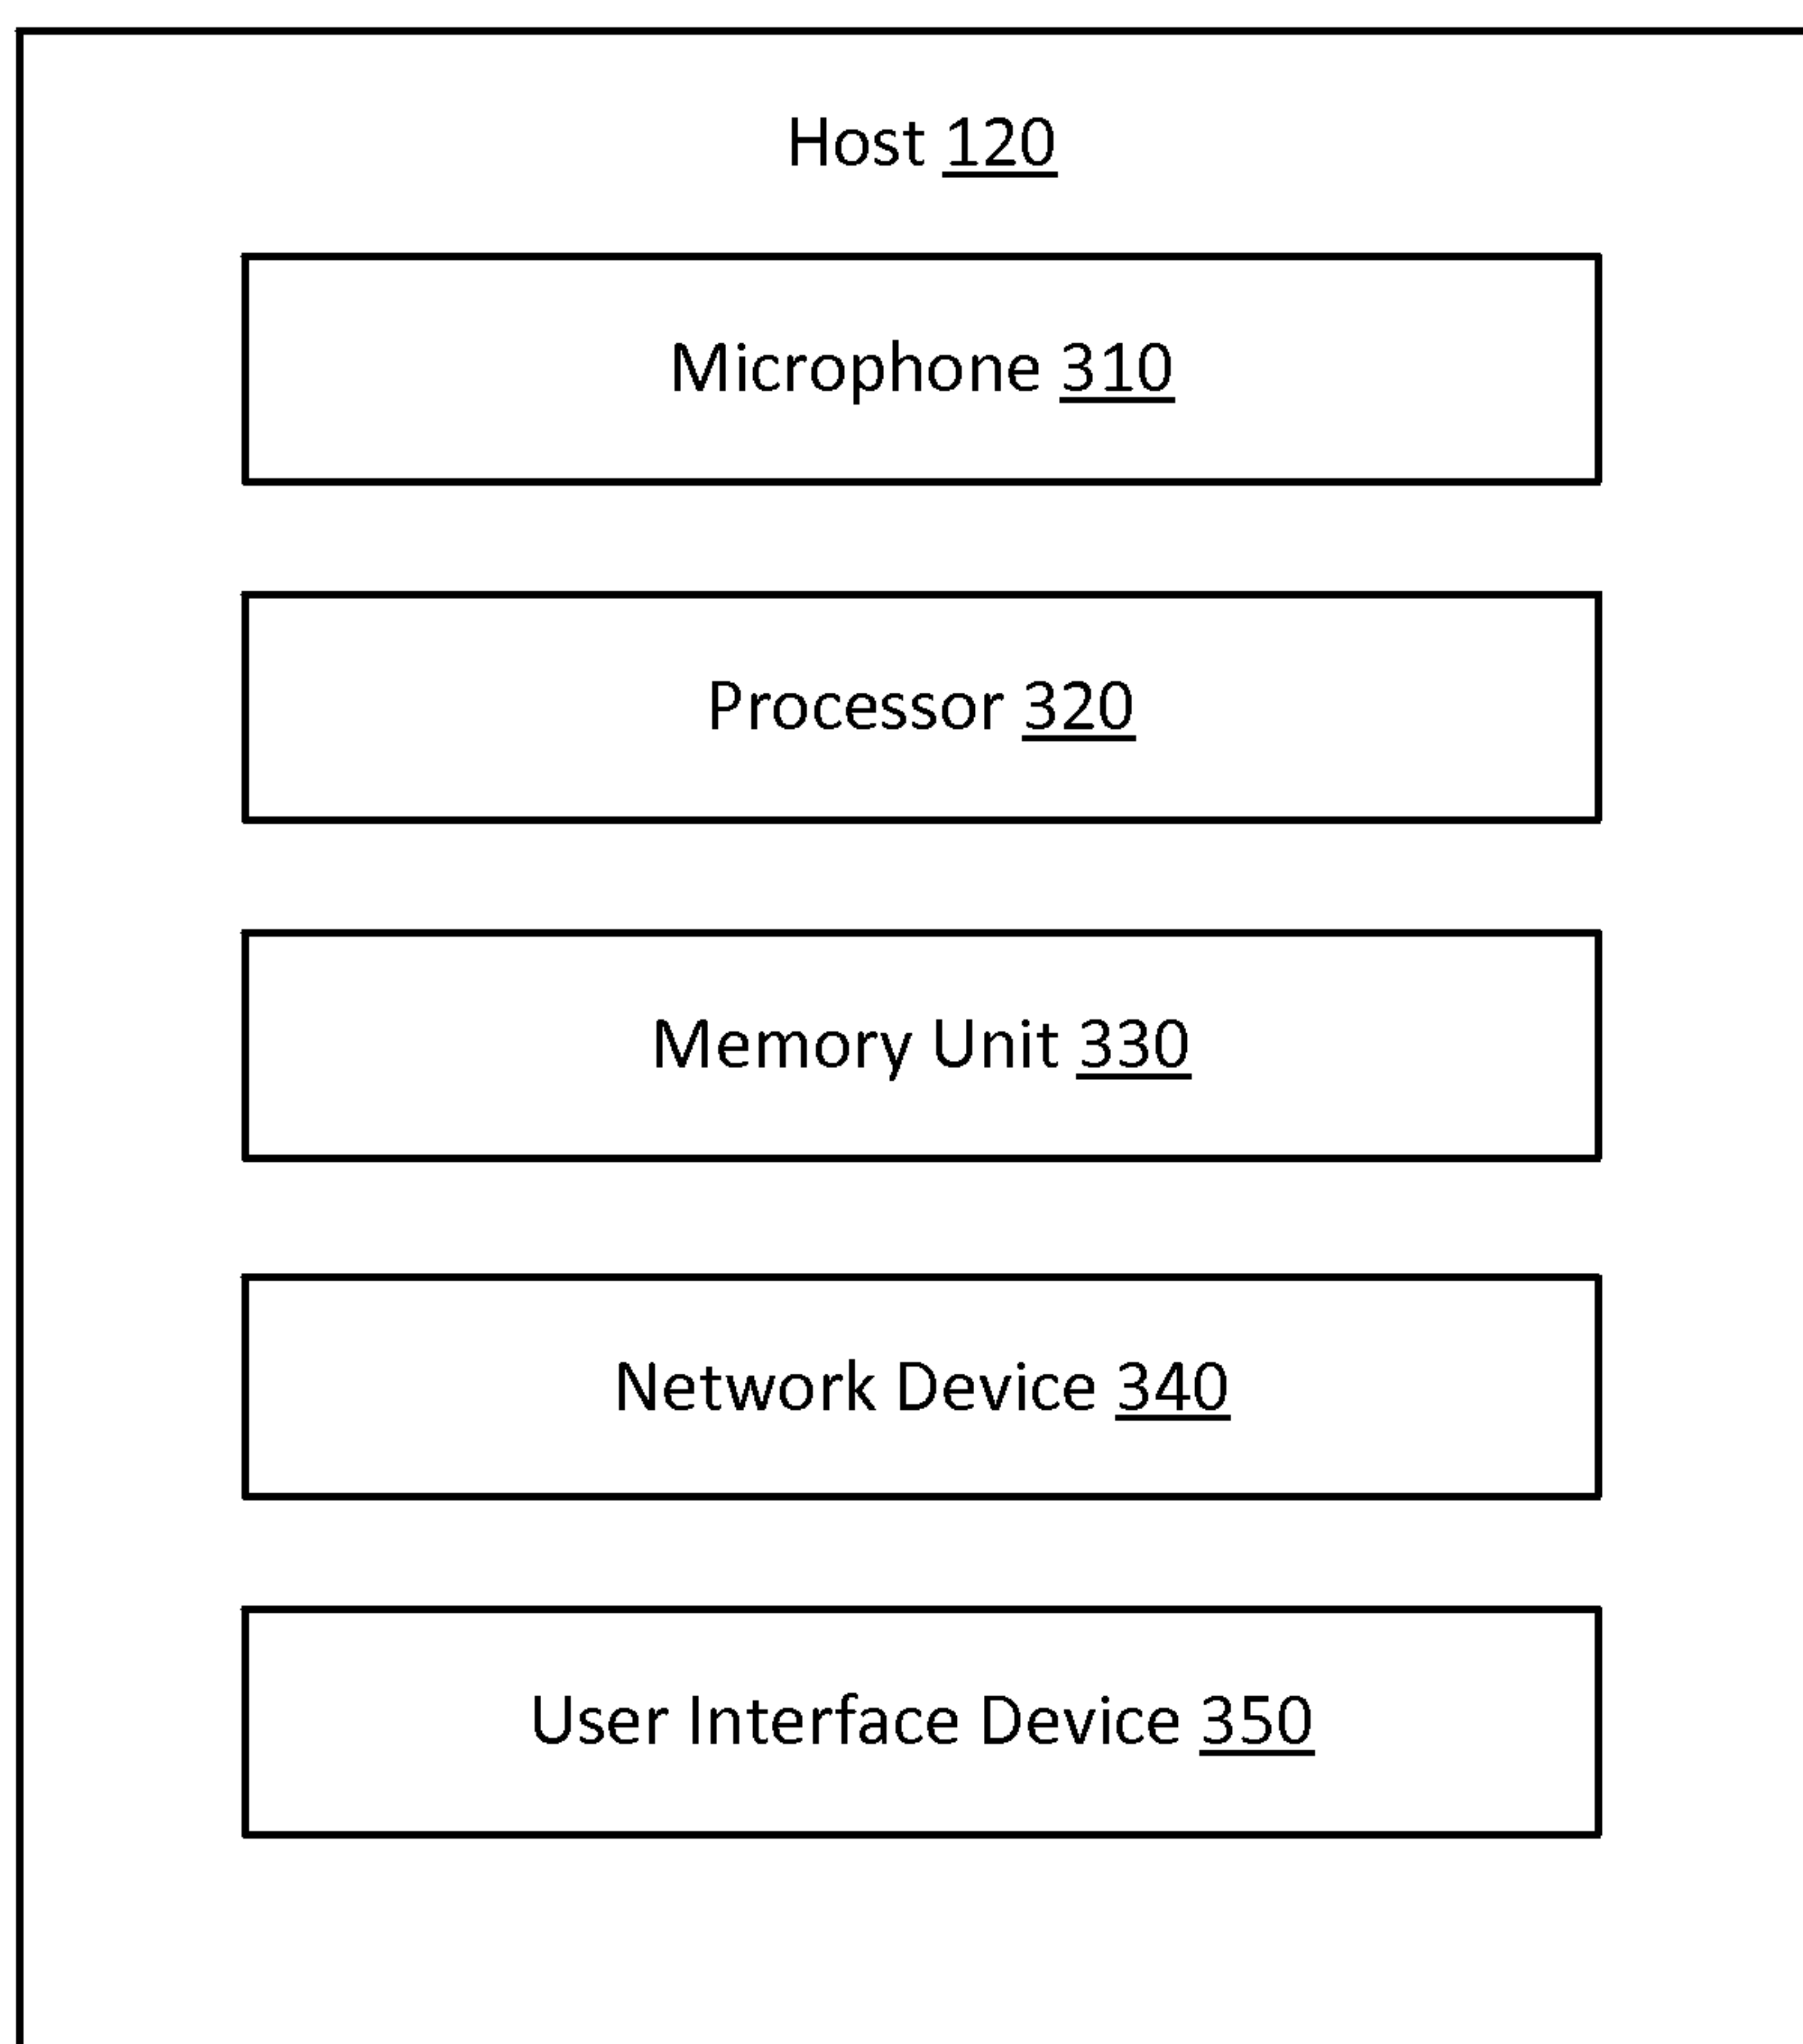 Host 120
Microphone 310
Processor 320
Memory Unit 330
Network Device 340
User Interface Device 350